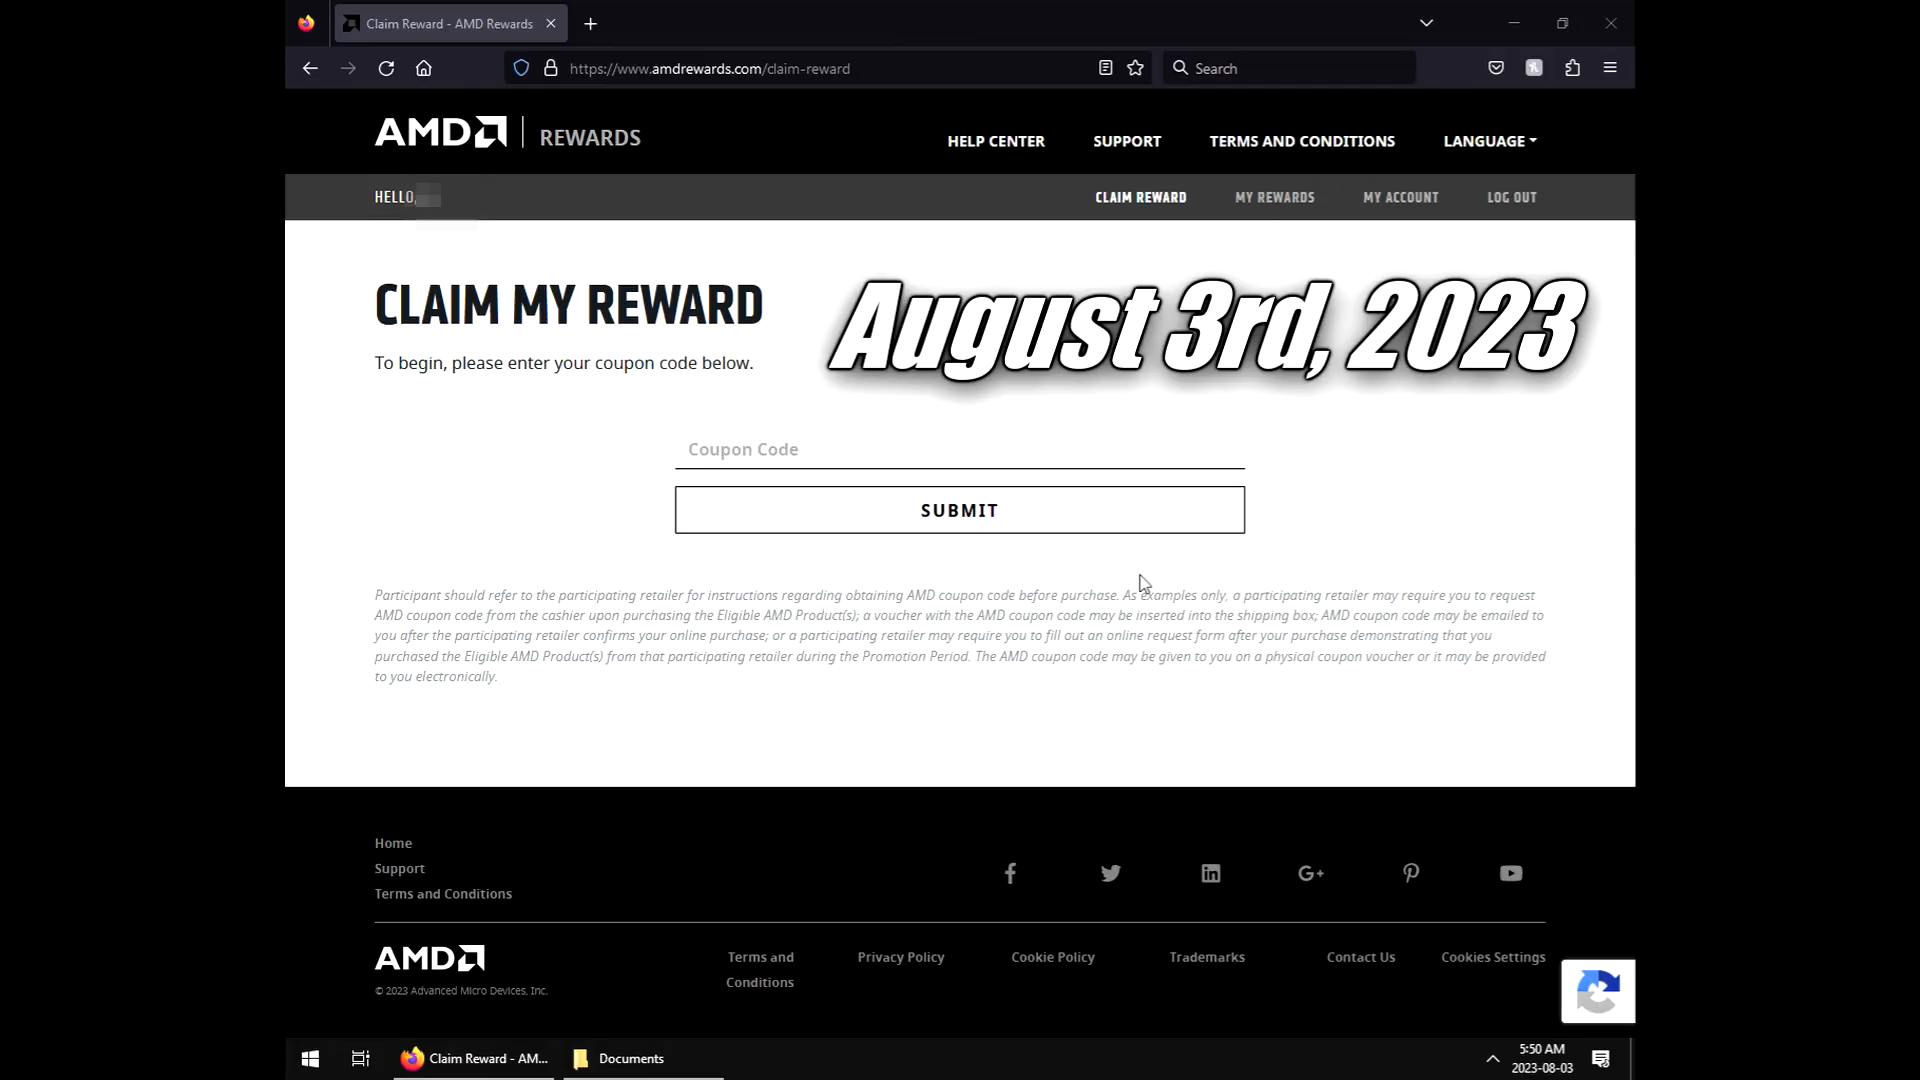 Claim Reward - AMD Rewards
https://www.amdrewards.com/claim-reward
Search
AMD REWARDS
HELP CENTER
SUPPORT
TERMS AND CONDITIONS
LANGUAGE
HELLO,
CLAIM REWARD
MY REWARDS
MY ACCOUNT
LOG OUT
CLAIM MY REWARD
August 3rd, 2023
To begin, please enter your coupon code below.
Coupon Code
SUBMIT
Participant should refer to the participating retailer for instructions regarding obtaining AMD coupon code before purchase. As examples only, a participating retailer may require you to request
AMD coupon code from the cashier upon purchasing the Eligible AMD Product(s); a voucher with the AMD coupon code may be inserted into the shipping box; AMD coupon code may be emailed to
you after the participating retailer confirms your online purchase; or a participating retailer may require you to fill out an online request form after your purchase demonstrating that you
purchased the Eligible AMD Product(s) from that participating retailer during the Promotion Period. The AMD coupon code may be given to you on a physical coupon voucher or it may be provided
to you electronically.
Home
Support
Terms and Conditions
G+
AMD
© 2023 Advanced Micro Devices, Inc.
Terms and
Conditions
Privacy Policy
Cookie Policy
Trademarks
Contact Us
Cookies Settings
Claim Reward - AM...
Documents
5:50 AM
2023-08-03